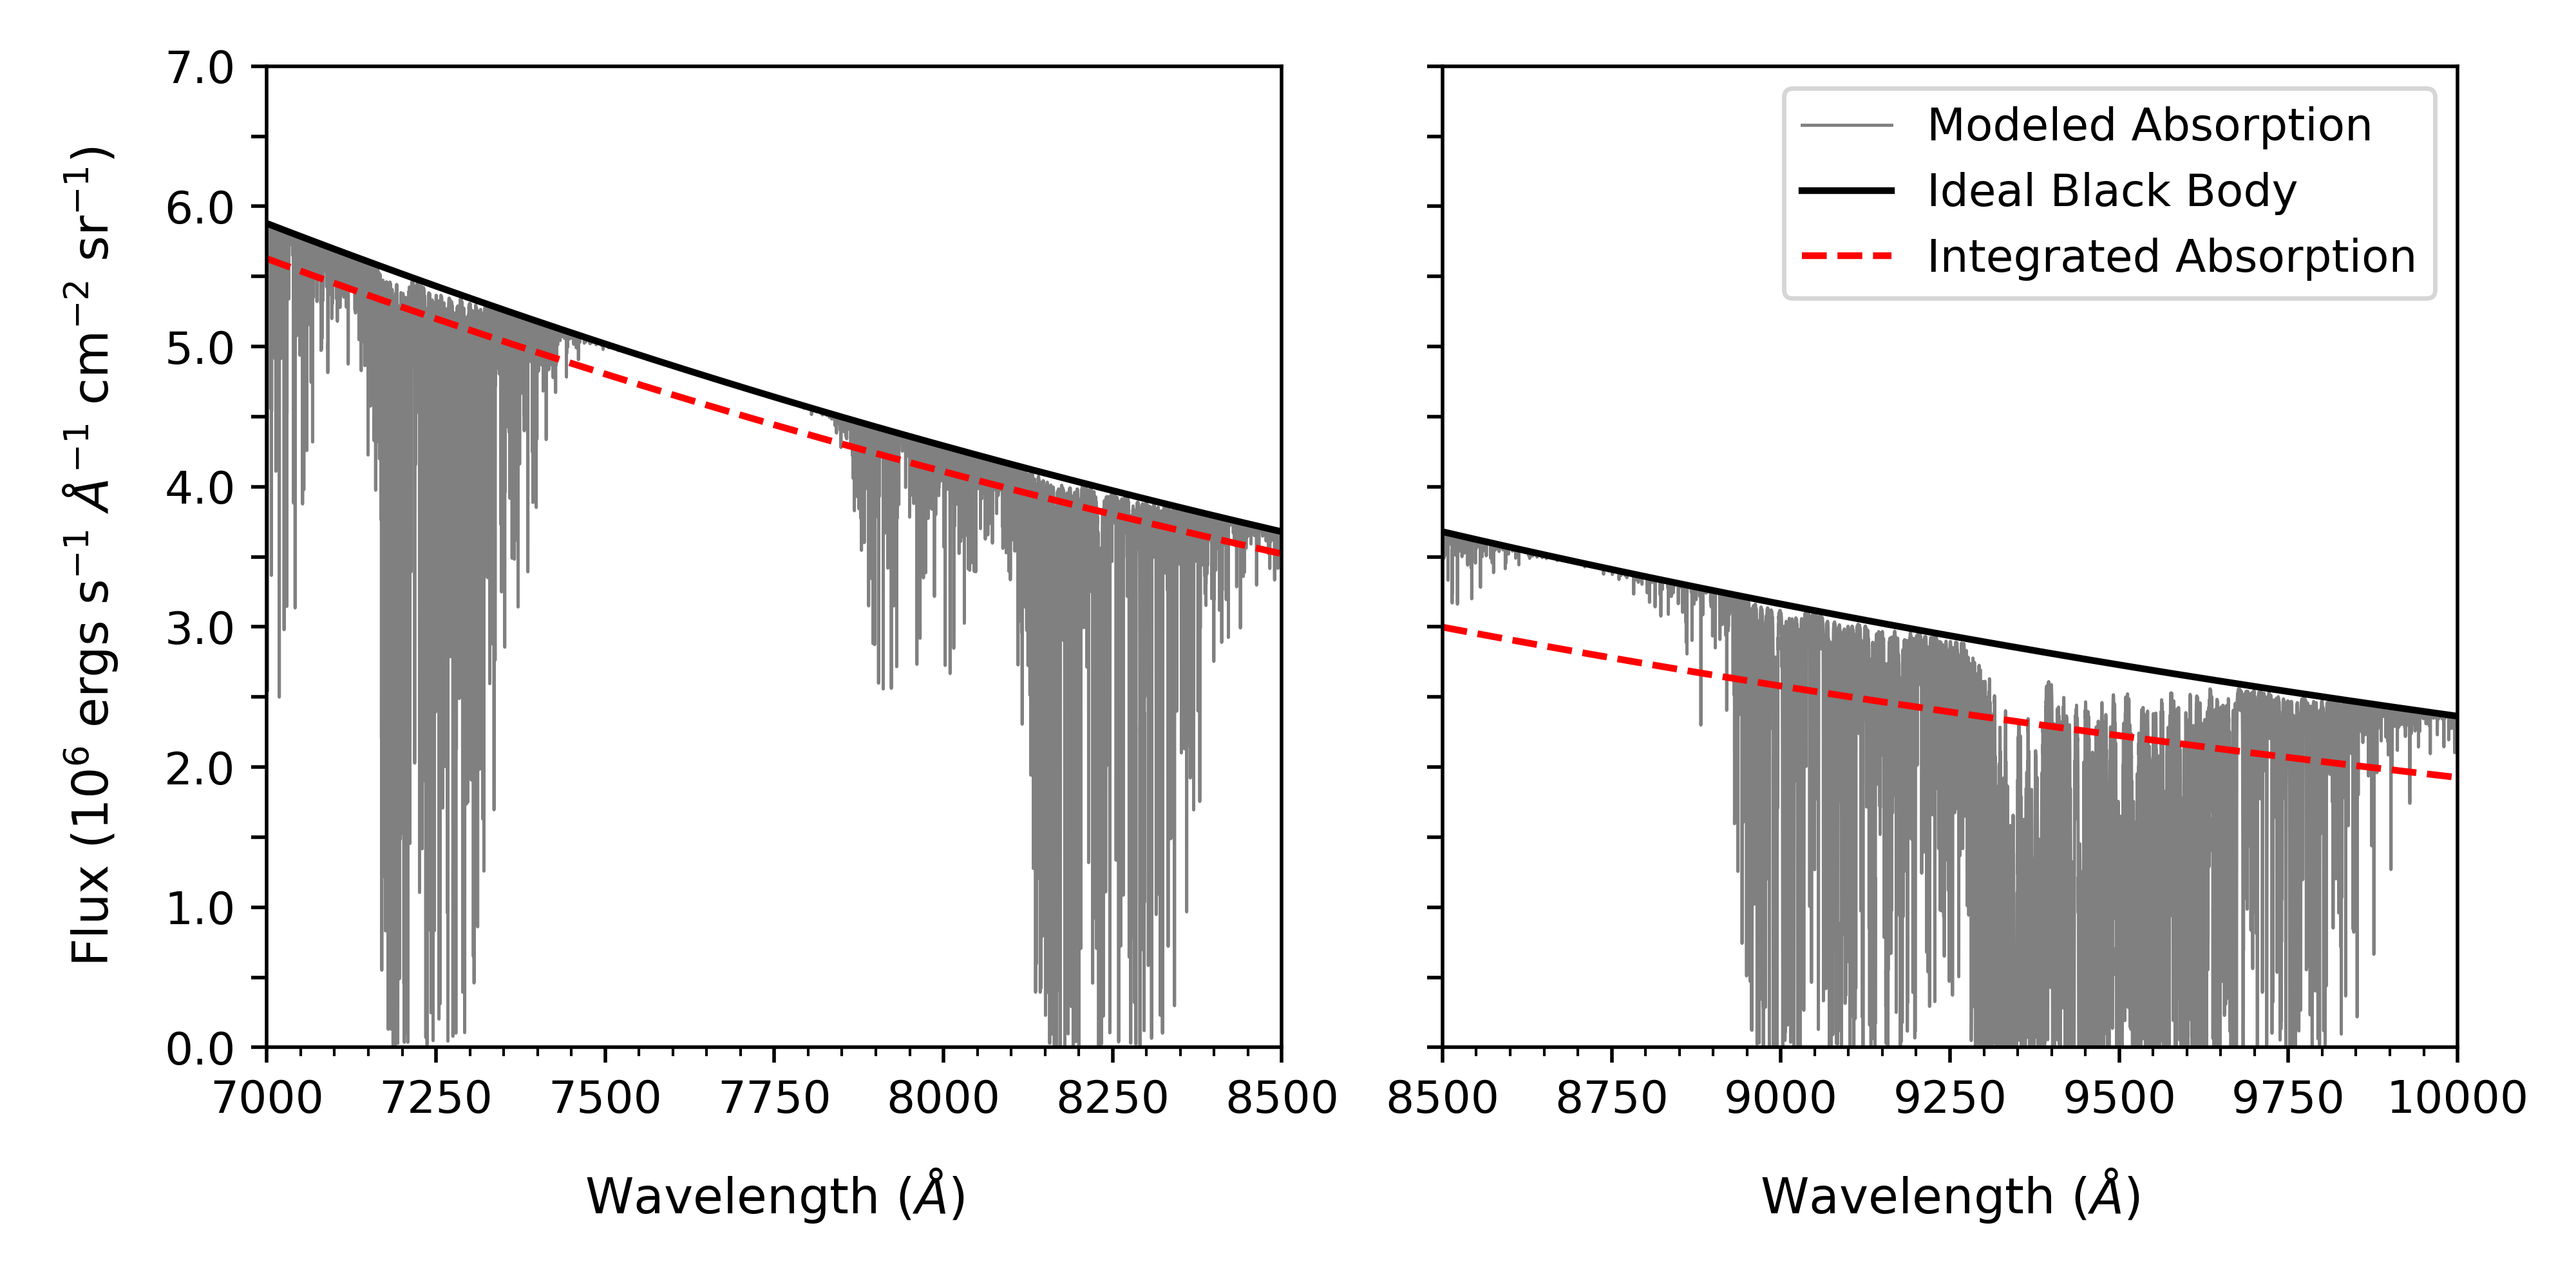 Flux (10⁶ ergs s⁻¹ Å⁻¹ cm⁻² sr⁻¹)
7.0
6.0
5.0
4.0
3.0
2.0
1.0
0.0
7000 7250 7500 7750 8000 8250 8500
Wavelength (Å)
Modeled Absorption
Ideal Black Body
Integrated Absorption
8500 8750 9000 9250 9500 9750 10000
Wavelength (Å)